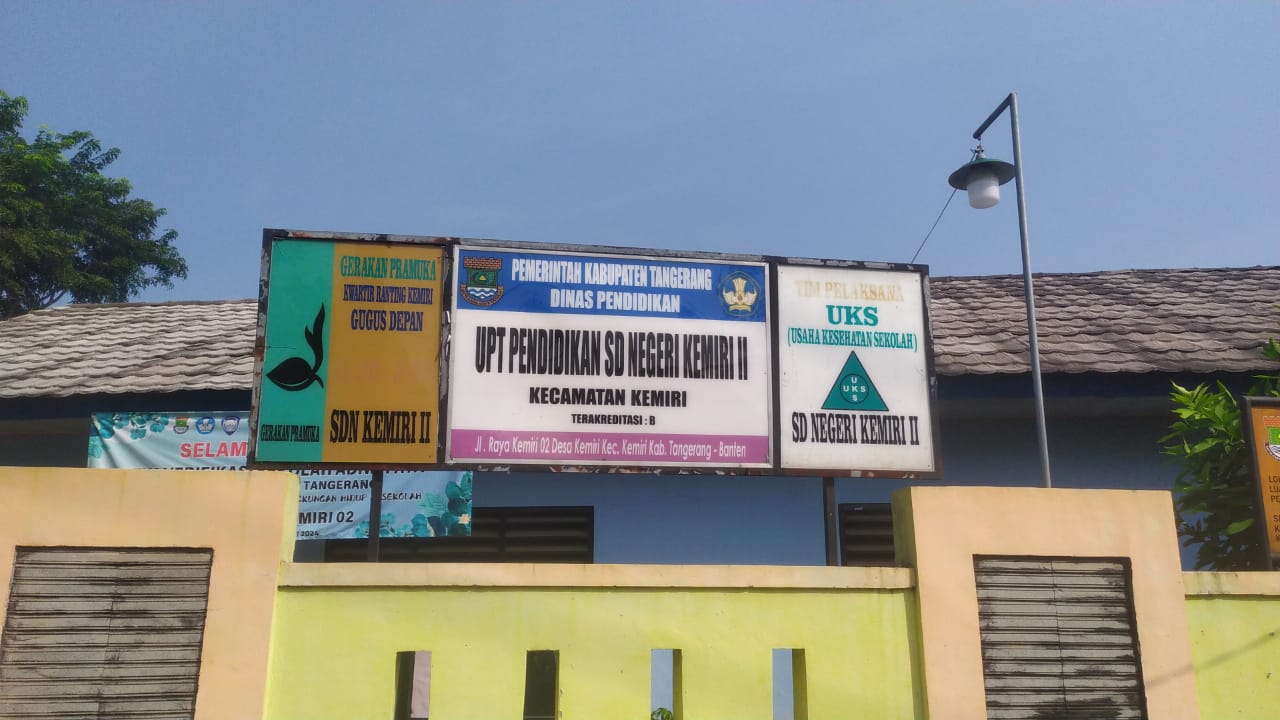 GERAKAN PRAMUKA
KWARTIR RANTING KEMIRI
GUGUS DEPAN
SDN KEMIRI II
GERAKAN PRAMUKA
PEMERINTAH KABUPATEN TANGERANG
DINAS PENDIDIKAN
UPT PENDIDIKAN SD NEGERI KEMIRI II
KECAMATAN KEMIRI
TERAKREDITASI : B
Jl. Raya Kemiri 02 Desa Kemiri Kec. Kemiri Kab. Tangerang - Banten
TIM PELAKSANA
UKS
(USAHA KESEHATAN SEKOLAH)
U
UKS
S
SD NEGERI KEMIRI II
SELAM
TANGERANG
HIDUP
SEKOLAH
MIRI 02
2024